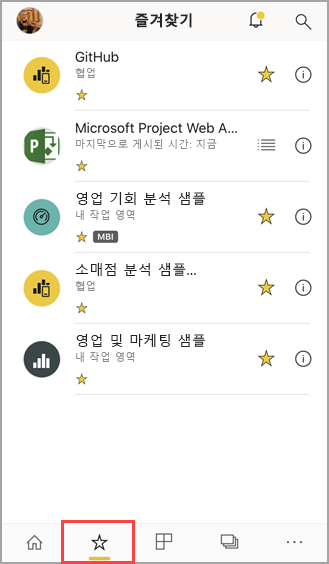 즐겨찾기
GitHub
협업
Microsoft Project Web A...
마지막으로 게시된 시간: 지금
영업 기회 분석 샘플
내 작업 영역
MBI
소매점 분석 샘플...
협업
영업 및 마케팅 샘플
내 작업 영역